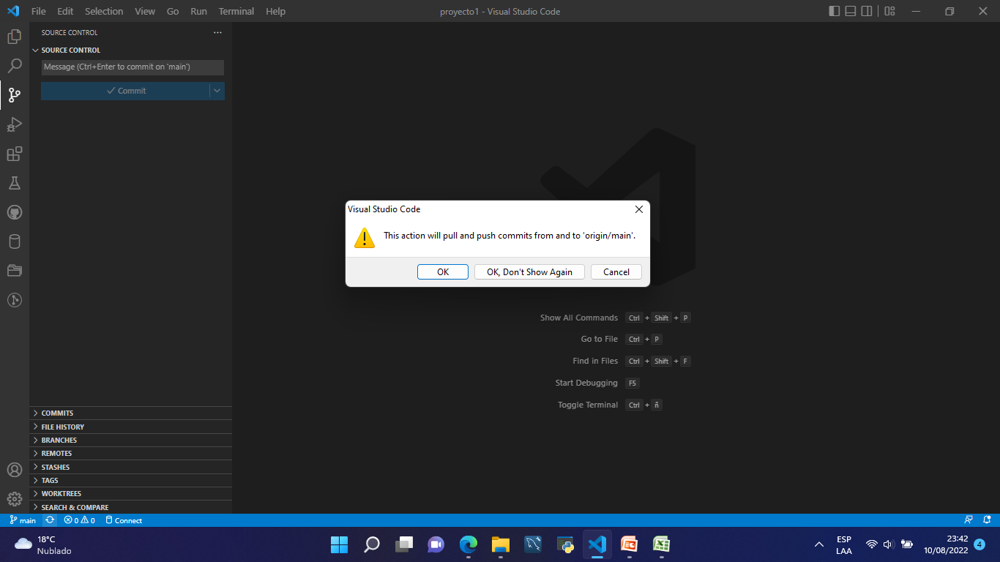 File Edit Selection View Go Run Terminal Help
proyecto1 - Visual Studio Code
SOURCE CONTROL
SOURCE CONTROL
Message (Ctrl+Enter to commit on 'main')
Commit
Visual Studio Code
This action will pull and push commits from and to 'origin/main'.
OK
OK, Don't Show Again
Cancel
Show All Commands Ctrl + Shift + P
Go to File Ctrl + P
Find in Files Ctrl + Shift + F
Start Debugging F5
Toggle Terminal Ctrl + ñ
COMMITS
FILE HISTORY
BRANCHES
REMOTES
STASHES
TAGS
WORKTREES
SEARCH & COMPARE
main 0 0 Connect
18°C
Nublado
ESP
LAA
23:42
10/08/2022
4